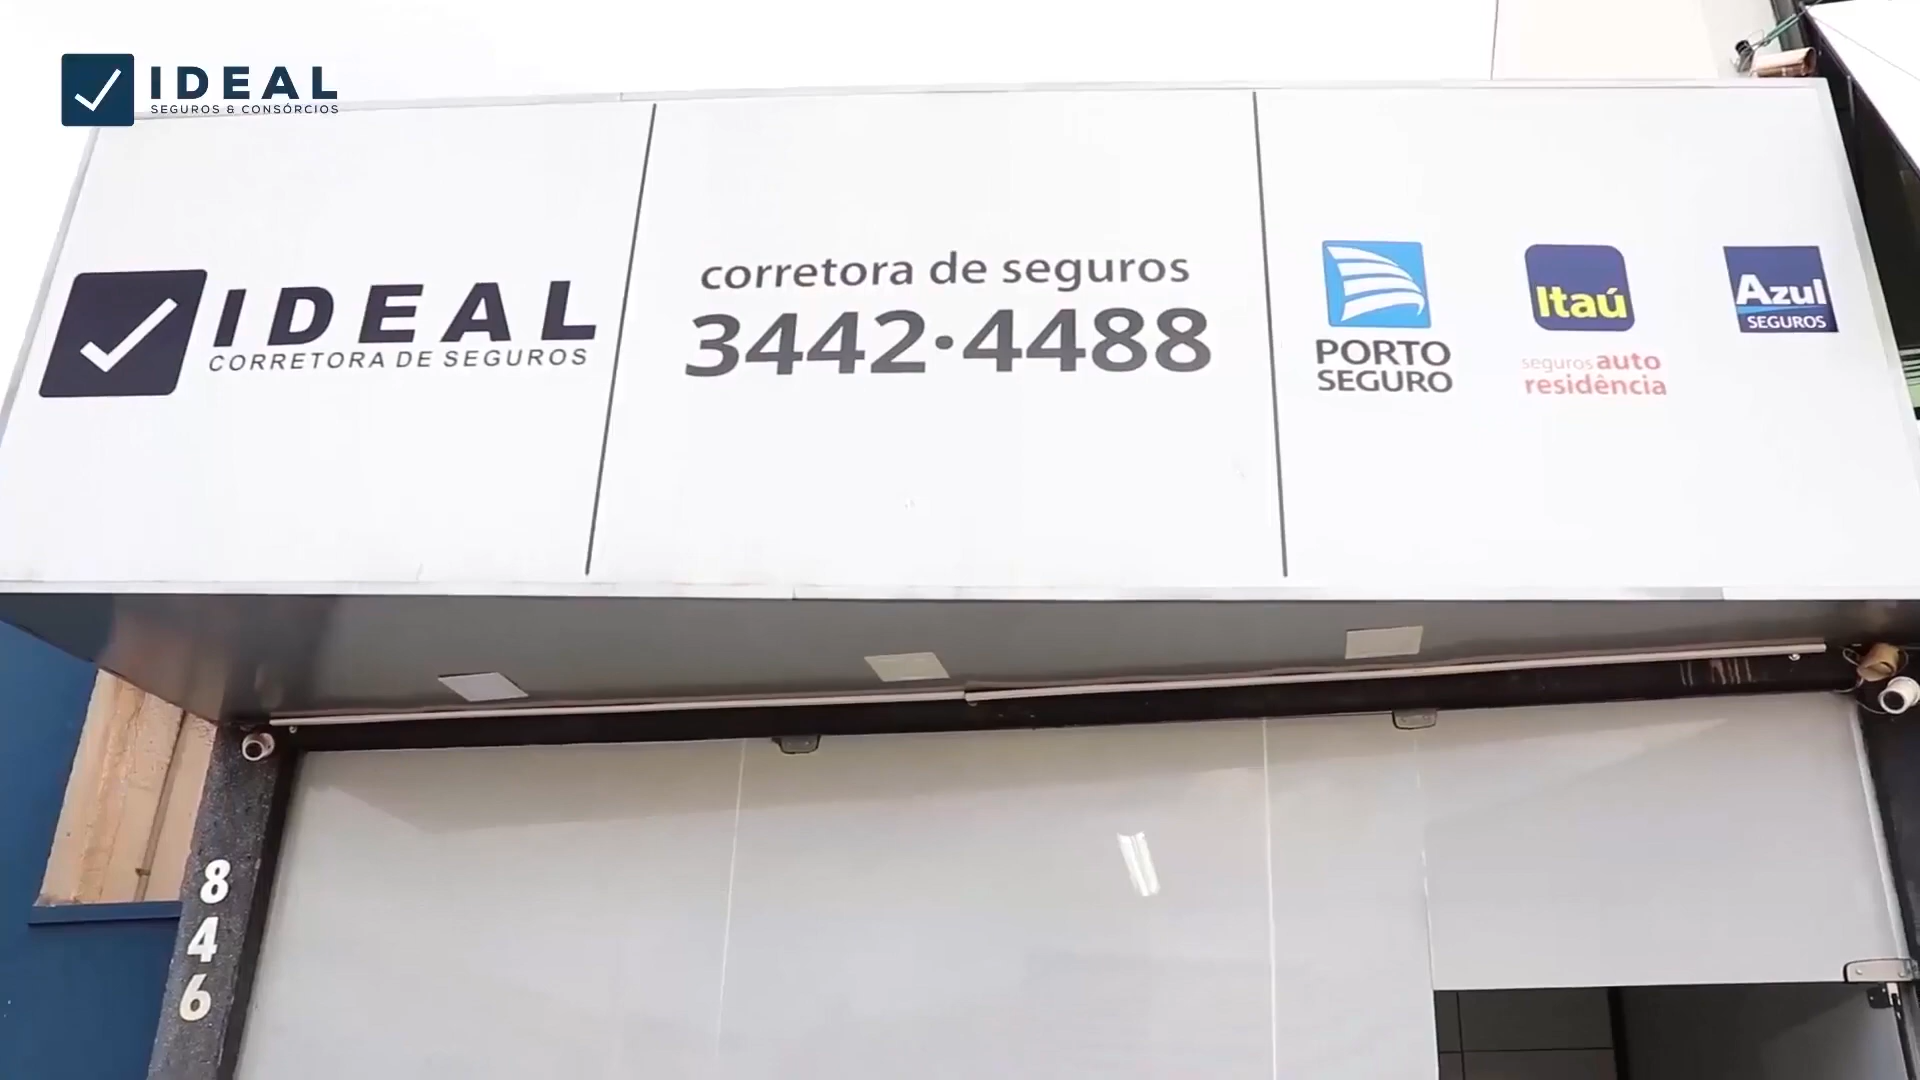 IDEAL
SEGUROS & CONSÓRCIOS
IDEAL
CORRETORA DE SEGUROS
corretora de seguros
3442·4488
PORTO
SEGURO
Itaú
seguros auto
residência
Azul
SEGUROS
846